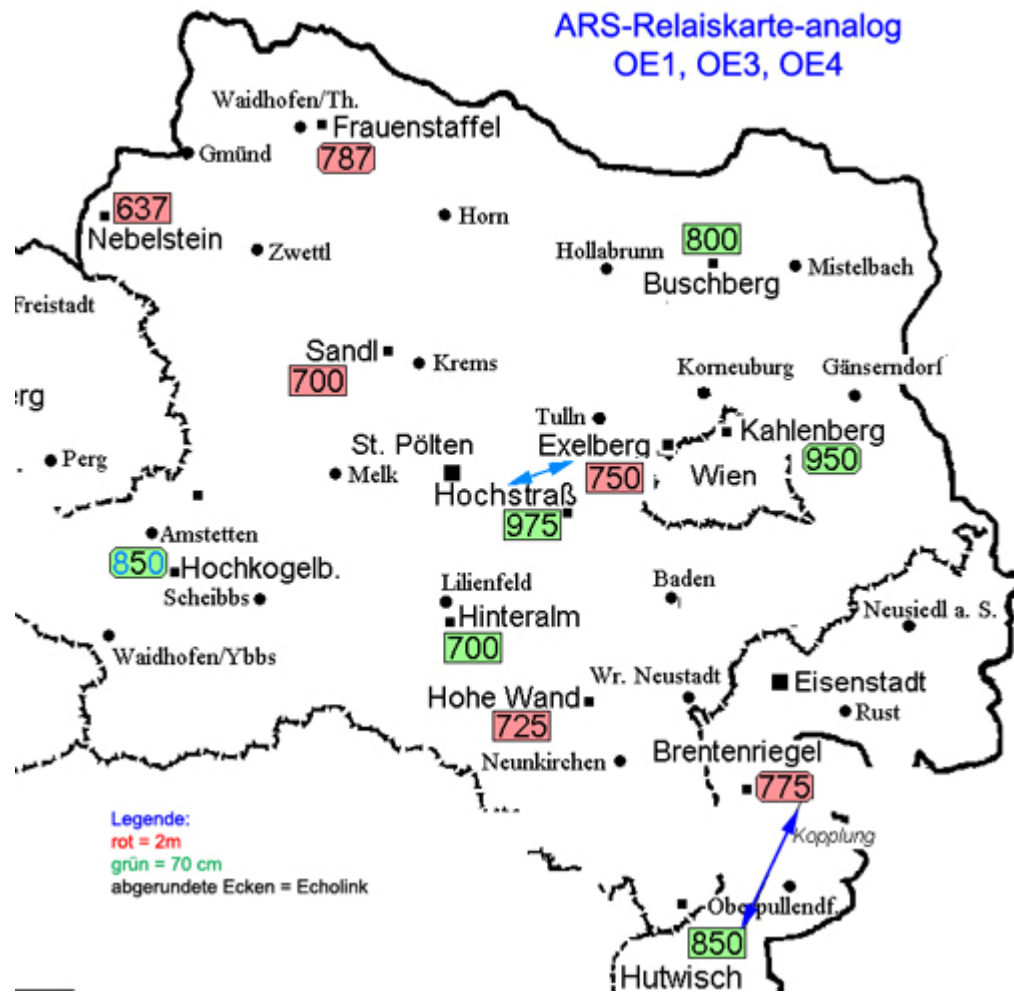 ARS-Relaiskarte-analog
OE1, OE3, OE4
Waidhofen/Th.
Frauenstaffel
787
Gmünd
637
Nebelstein
Horn
Zwettl
800
Hollabrunn
Buschberg
Mistelbach
Freistadt
Sandl
700
Krems
Korneuburg
Gänserndorf
erg
Tulln
Kahlenberg
950
St. Pölten
Exelberg
750
Wien
Perg
Melk
Hochstraß
975
Amstetten
850
Hochkogelb.
Scheibbs
Lilienfeld
Hinteralm
700
Baden
Neusiedl a. S.
Waidhofen/Ybbs
Wr. Neustadt
Eisenstadt
Hohe Wand
725
Rust
Neunkirchen
Brentenriegel
775
Kopplung
Legende:
rot = 2m
grün = 70 cm
abgerundete Ecken = Echolink
Oberpullendf.
850
Hutwisch